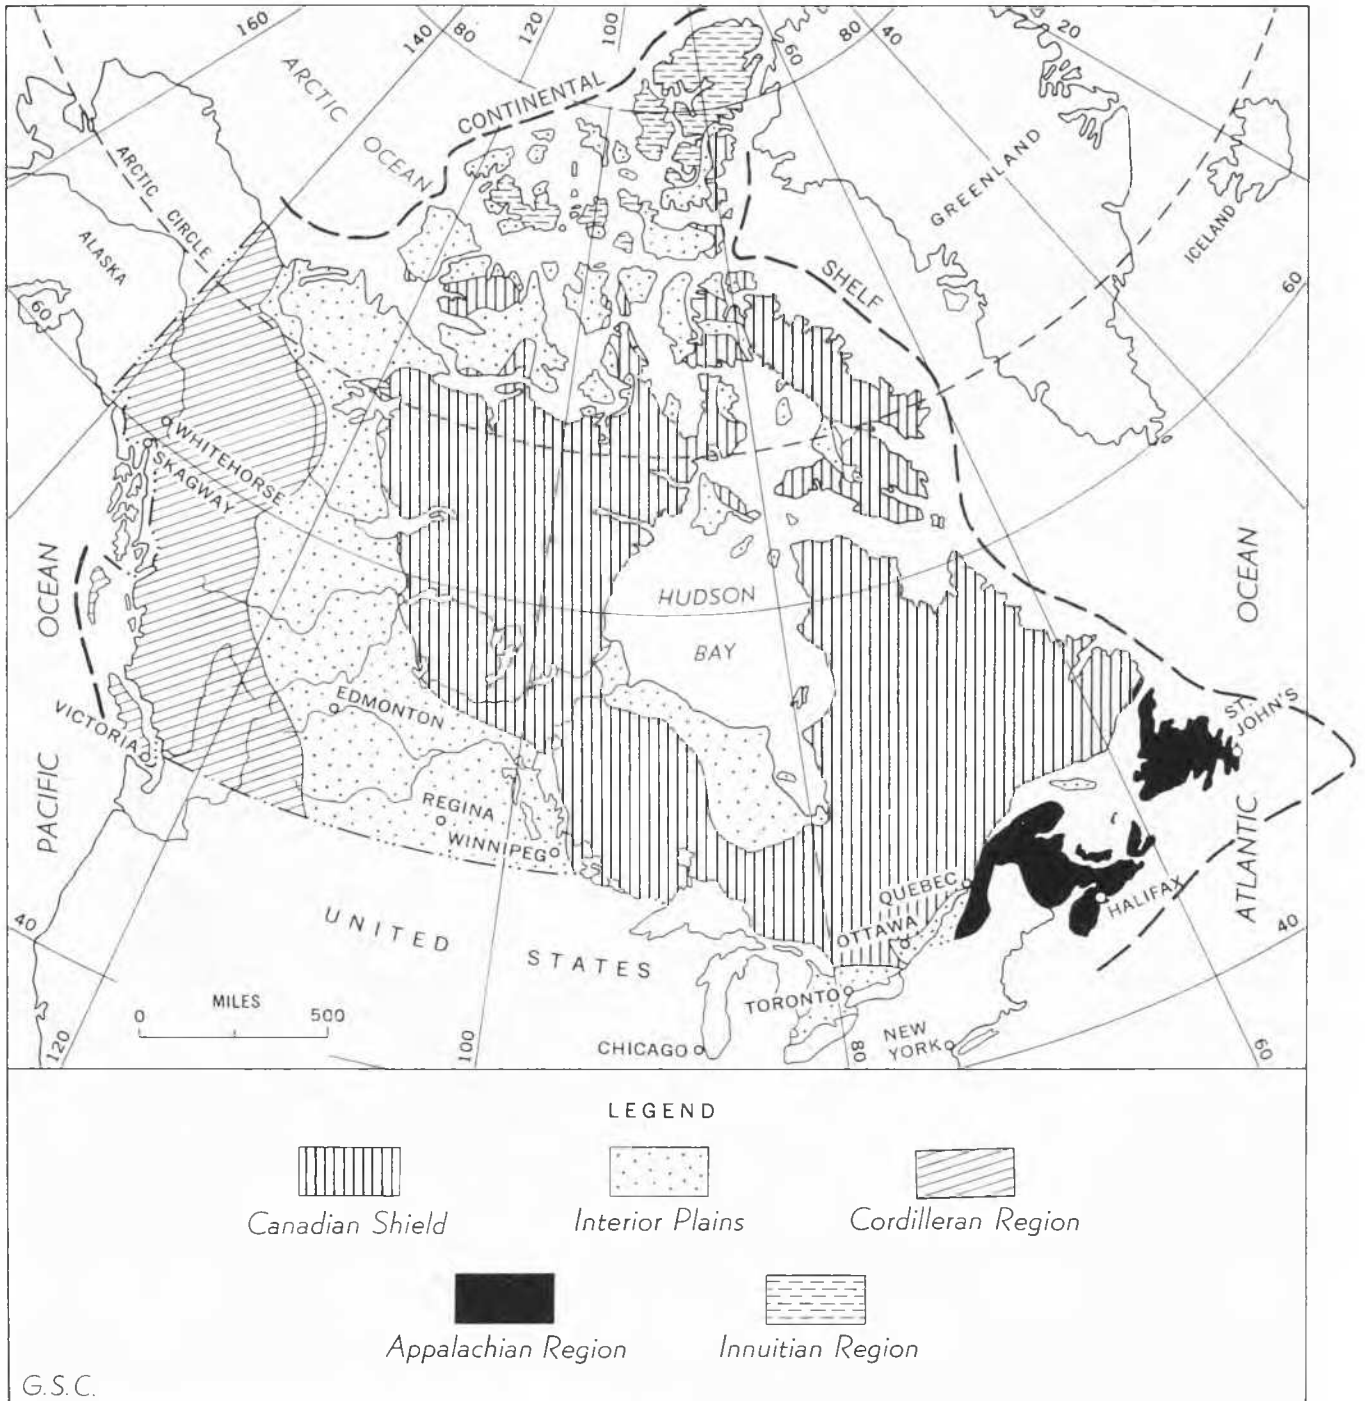 160
140
80
120
100
60
80
40
20
ARCTIC
OCEAN
CONTINENTAL
SHELF
ARCTIC
CIRCLE
ALASKA
60
GREENLAND
ICELAND
60
WHITEHORSE
SKAGWAY
PACIFIC OCEAN
HUDSON
BAY
ATLANTIC OCEAN
EDMONTON
VICTORIA
REGINA
WINNIPEG
ST.
JOHN'S
QUEBEC
OTTAWA
HALIFAX
TORONTO
CHICAGO
NEW
YORK
UNITED STATES
40
40
MILES
0 500
120
100
80
60
LEGEND
Canadian Shield
Interior Plains
Cordilleran Region
Appalachian Region
Innuitian Region
G.S.C.